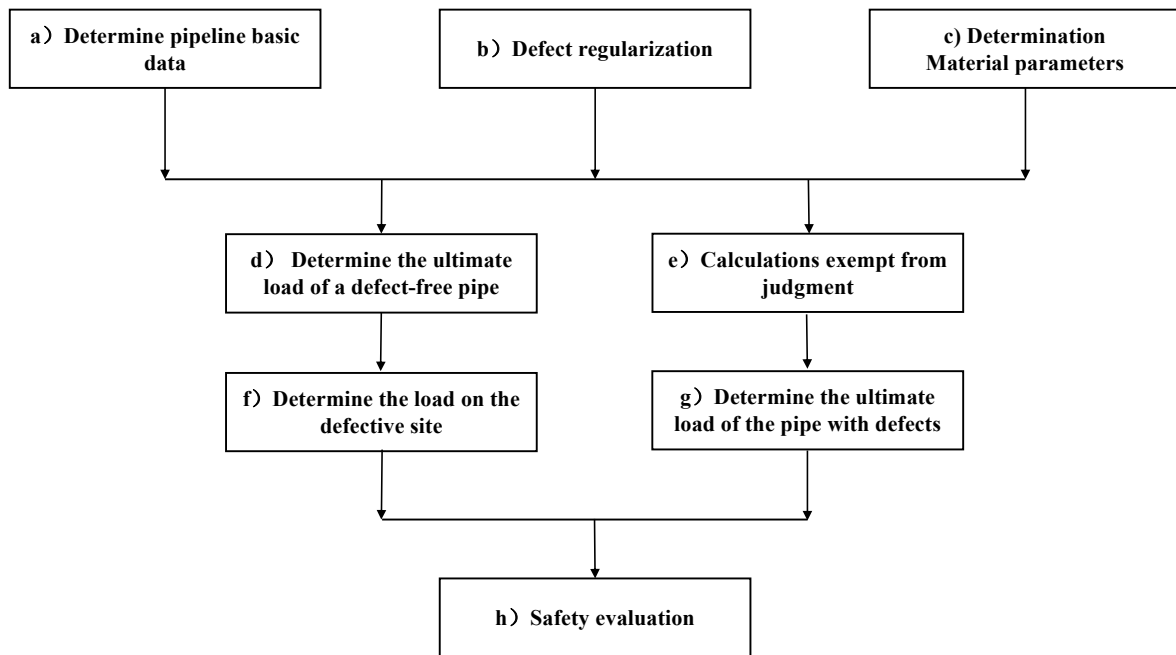 a）Determine pipeline basic
data
b）Defect regularization
c) Determination
Material parameters
d） Determine the ultimate
load of a defect-free pipe
e）Calculations exempt from
judgment
f）Determine the load on the
defective site
g）Determine the ultimate
load of the pipe with defects
h）Safety evaluation